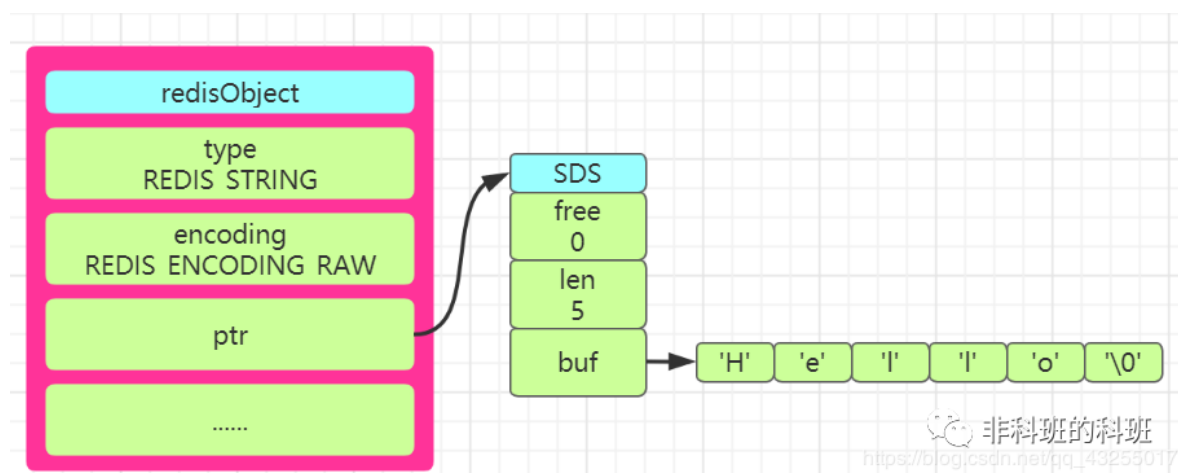 redisObject
type
REDIS STRING
encoding
REDIS ENCODING RAW
ptr
......
SDS
free
0
len
5
buf
'H' 'e' 'l' 'l' 'o' '\0'
非科班的科班
https://blog.csdn.net/qq_43255017